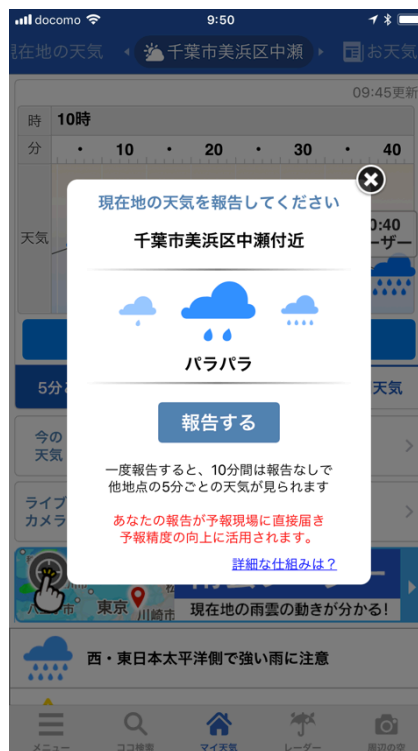 docomo
9:50
現在地の天気
千葉市美浜区中瀬
お天気
09:45更新
時 10時
分 ・ 10 ・ 20 ・ 30 ・ 40
天気
0:40
ーザー
現在地の天気を報告してください
千葉市美浜区中瀬付近
パラパラ
報告する
一度報告すると、10分間は報告なしで
他地点の5分ごとの天気が見られます
あなたの報告が予報現場に直接届き
予報精度の向上に活用されます。
詳細な仕組みは?
5分
天気
今の
天気
ライブ
カメラ
市
東京
川崎市
現在地の雨雲の動きが分かる!
西・東日本太平洋側で強い雨に注意
メニュー
ココ検索
マイ天気
レーダー